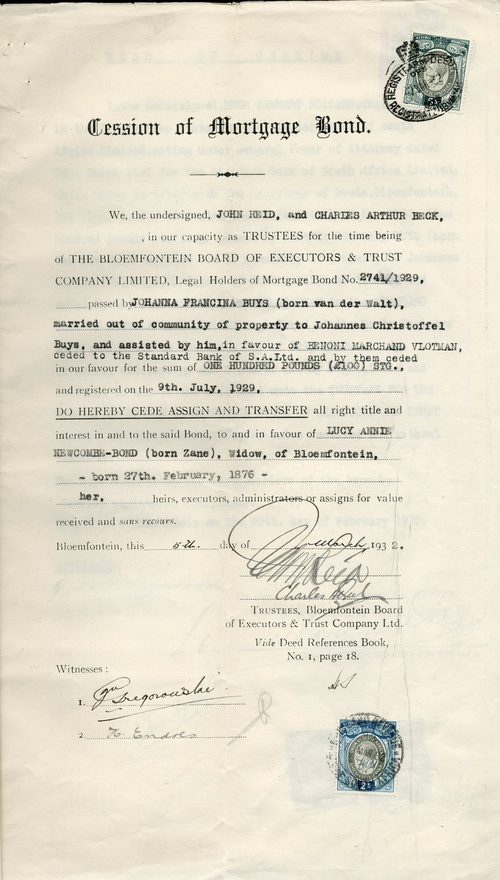 Cession of Mortgage Bond.
We, the undersigned, JOHN REID, and CHARLES ARTHUR BECK,
, in our capacity as TRUSTEES for the time being
of THE BLOEMFONTEIN BOARD OF EXECUTORS & TRUST
COMPANY LIMITED, Legal Holders of Mortgage Bond No. 2741/1929,
passed by JOHANNA FRANCINA BUYS (born van der Walt),
married out of community of property to Johannes Christoffel
Buys, and assisted by him, in favour of BENONI MARCHAND VLOTMAN,
ceded to the Standard Bank of S.A.Ltd. and by them ceded
in our favour for the sum of ONE HUNDRED POUNDS (£100) STG.,
and registered on the 9th. July, 1929,
DO HEREBY CEDE ASSIGN AND TRANSFER all right title and
interest in and to the said Bond, to and in favour of LUCY ANNIE
NEWCOMBE-BOND (born Zane), Widow, of Bloemfontein,
- born 27th. February, 1876 -
her, heirs, executors, administrators or assigns for value
received and sans recours.
Bloemfontein, this 5th. day of March, 1932.
Charles
TRUSTEES, Bloemfontein Board
of Executors & Trust Company Ltd.
Vide Deed References Book,
No. 1, page 18.
Witnesses :
1.
2.